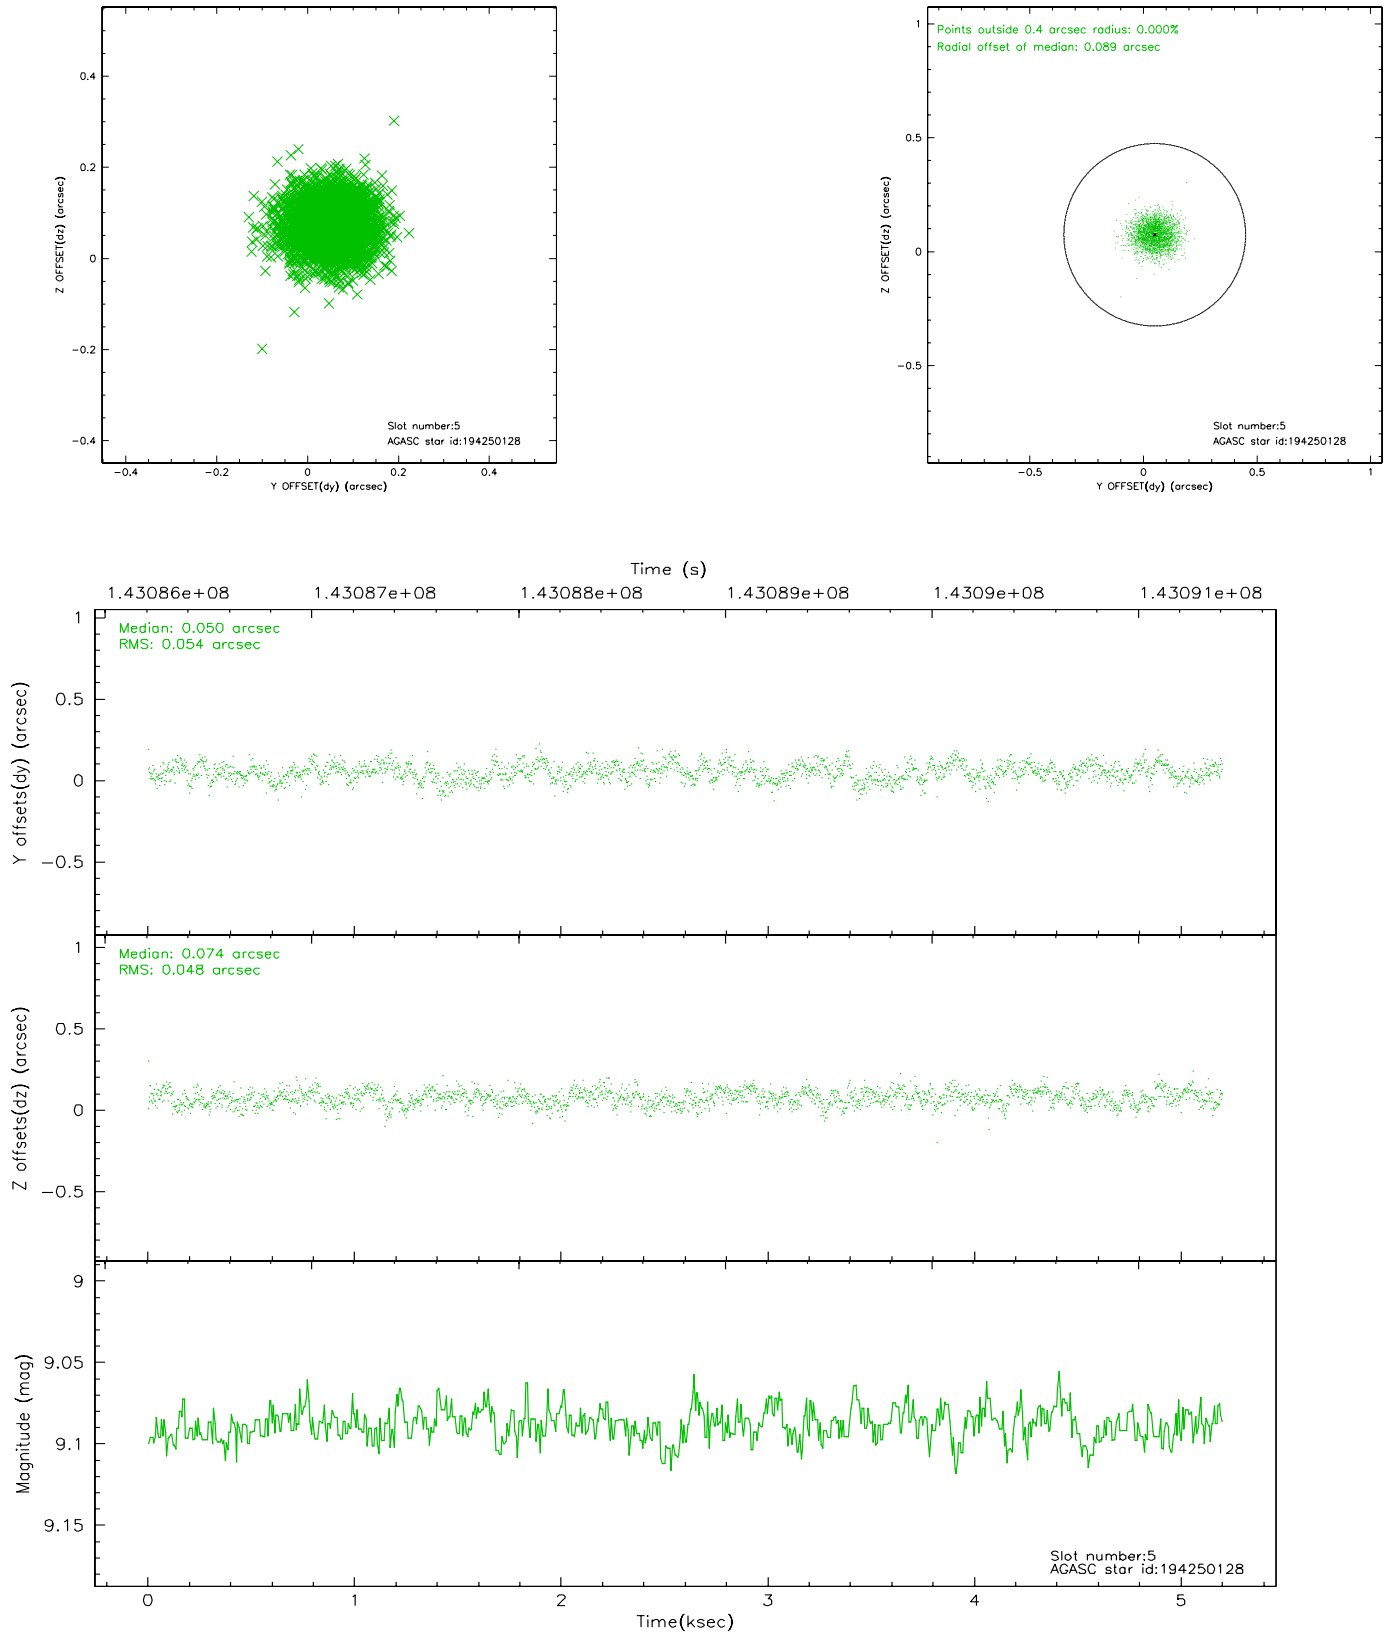 0.4
0.2
0
−0.2
−0.4
Z OFFSET(dz) (arcsec)
Slot number:5
AGASC star id:194250128
−0.4 −0.2 0 0.2 0.4
Y OFFSET(dy) (arcsec)
Points outside 0.4 arcsec radius: 0.000%
Radial offset of median: 0.089 arcsec
1
0.5
0
−0.5
Z OFFSET(dz) (arcsec)
Slot number:5
AGASC star id:194250128
−0.5 0 0.5 1
Y OFFSET(dy) (arcsec)
Time (s)
1.43086e+08 1.43087e+08 1.43088e+08 1.43089e+08 1.4309e+08 1.43091e+08
Median: 0.050 arcsec
RMS: 0.054 arcsec
1
0.5
0
−0.5
Y offsets(dy) (arcsec)
Median: 0.074 arcsec
RMS: 0.048 arcsec
1
0.5
0
−0.5
Z offsets(dz) (arcsec)
9
9.05
9.1
9.15
Magnitude (mag)
Slot number:5
AGASC star id:194250128
0 1 2 3 4 5
Time(ksec)